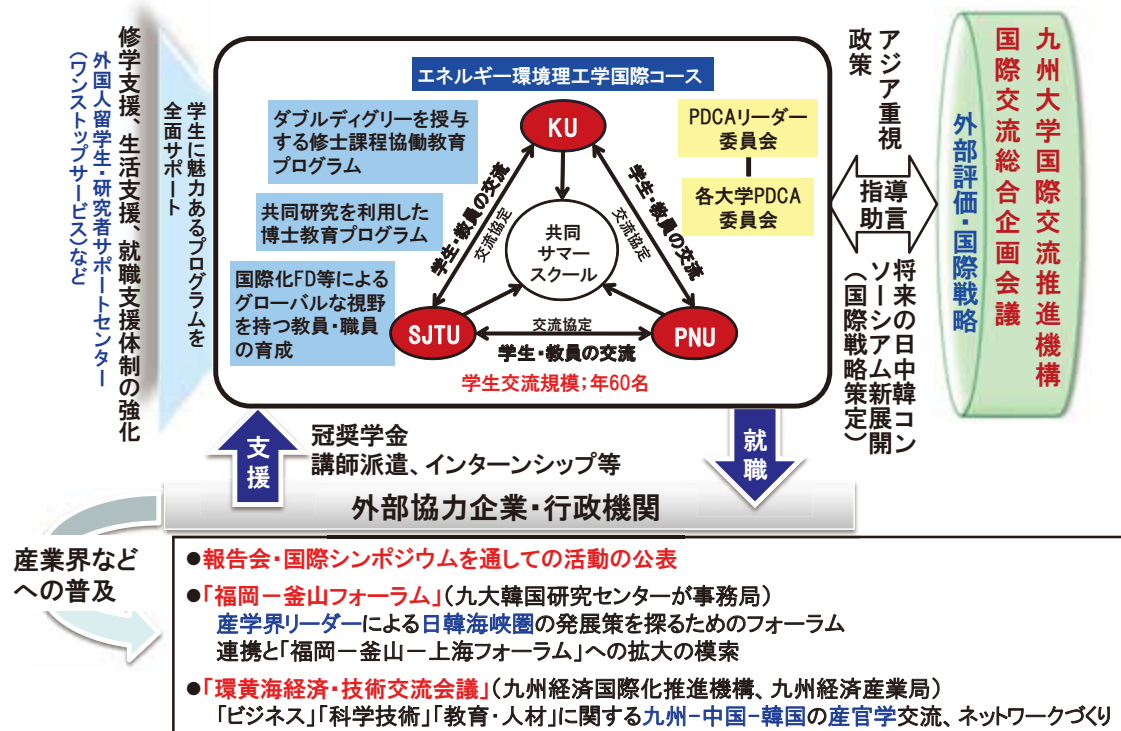 修学支援、生活支援、就職支援体制の強化
外国人留学生・研究者サポートセンター
(ワンストップサービス)など
学生に魅力あるプログラムを
全面サポート
エネルギー環境理工学国際コース
ダブルディグリーを授与
する修士課程協働教育
プログラム
共同研究を利用した
博士教育プログラム
国際化FD等による
グローバルな視野
を持つ教員・職員
の育成
KU
SJTU
PNU
共同
サマー
スクール
学生・教員の交流
交流協定
学生・教員の交流
交流協定
交流協定
学生・教員の交流
学生交流規模;年60名
PDCAリーダー
委員会
各大学PDCA
委員会
アジア重視
政策
指導
助言
将来の日中韓コン
ソーシアム新展開
(国際戦略策定)
九州大学国際交流推進機構
国際交流総合企画会議
外部評価・国際戦略
支援
冠奨学金
講師派遣、インターンシップ等
就職
外部協力企業・行政機関
産業界など
への普及
●報告会・国際シンポジウムを通しての活動の公表
●「福岡－釜山フォーラム」(九大韓国研究センターが事務局)
産学界リーダーによる日韓海峡圏の発展策を探るためのフォーラム
連携と「福岡－釜山－上海フォーラム」への拡大の模索
●「環黄海経済・技術交流会議」(九州経済国際化推進機構、九州経済産業局)
「ビジネス」「科学技術」「教育・人材」に関する九州-中国-韓国の産官学交流、ネットワークづくり